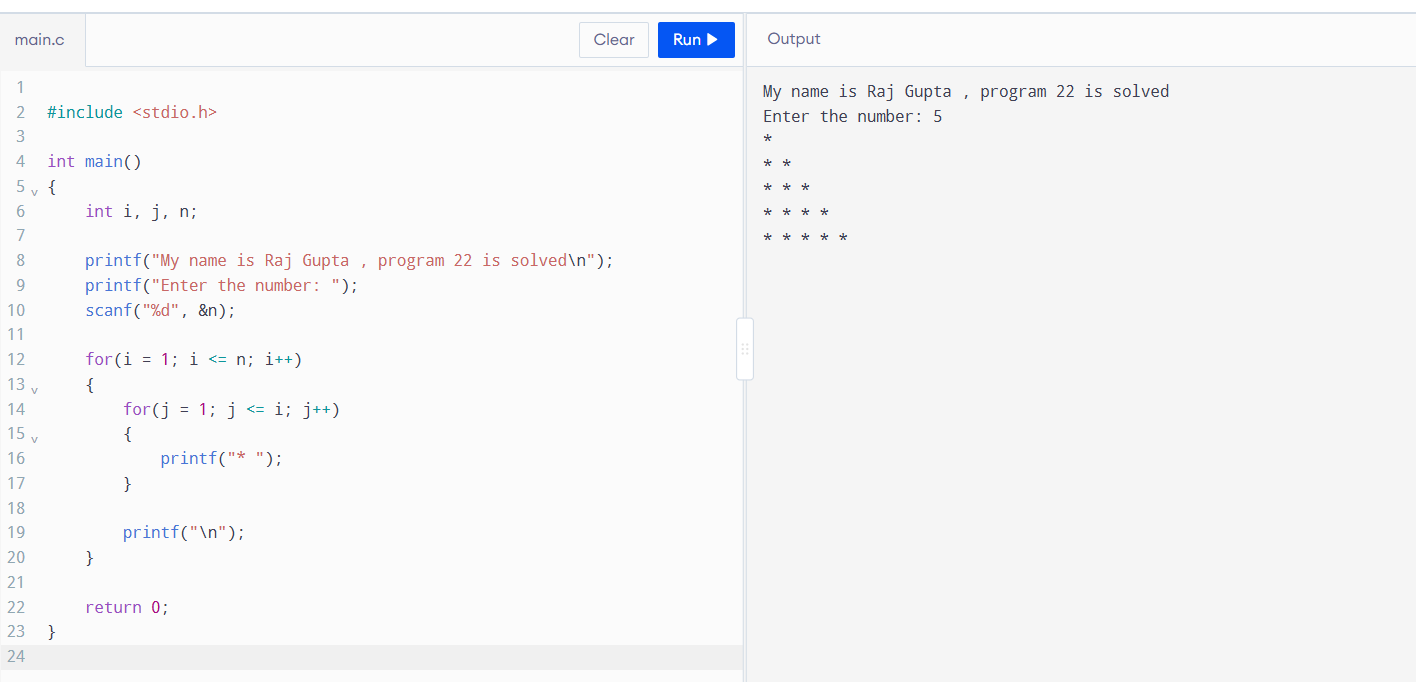 main.c
Clear
Run
Output
1
2 #include <stdio.h>
3
4 int main()
5 {
6     int i, j, n;
7
8     printf("My name is Raj Gupta , program 22 is solved\n");
9     printf("Enter the number: ");
10     scanf("%d", &n);
11
12     for(i = 1; i <= n; i++)
13     {
14         for(j = 1; j <= i; j++)
15         {
16             printf("* ");
17         }
18
19         printf("\n");
20     }
21
22     return 0;
23 }
24
My name is Raj Gupta , program 22 is solved
Enter the number: 5
*
* *
* * *
* * * *
* * * * *